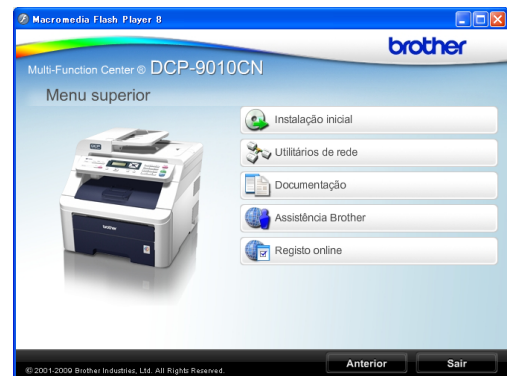 Macromedia Flash Player 8
brother
Multi-Function Center ® DCP-9010CN
Menu superior
Instalação inicial
Utilitários de rede
Documentação
Assistência Brother
Registo online
Anterior
Sair
© 2001-2009 Brother Industries, Ltd. All Rights Reserved.